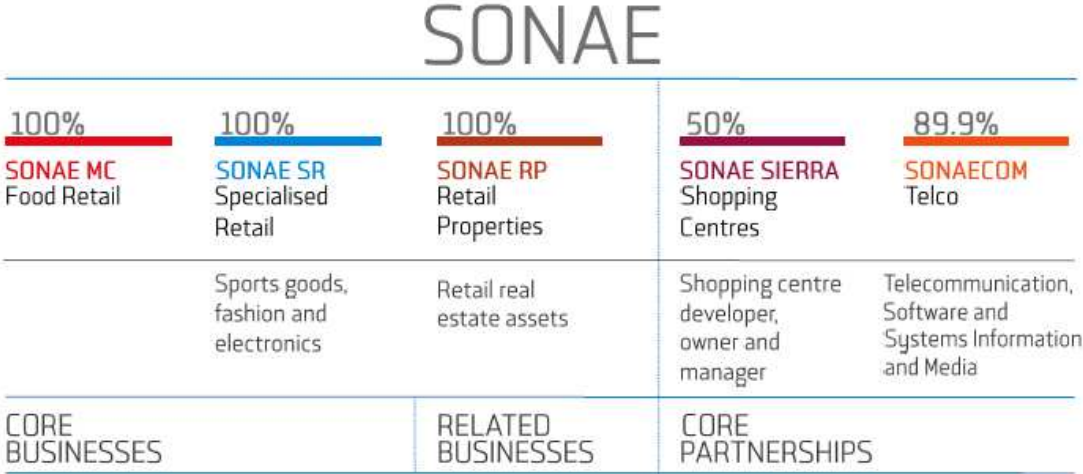 SONAE
100%
SONAE MC
Food Retail
100%
SONAE SR
Specialised
Retail
100%
SONAE RP
Retail
Properties
50%
SONAE SIERRA
Shopping
Centres
89.9%
SONAECOM
Telco
Sports goods,
fashion and
electronics
Retail real
estate assets
Shopping centre
developer,
owner and
manager
Telecommunication,
Software and
Systems Information
and Media
CORE
BUSINESSES
RELATED
BUSINESSES
CORE
PARTNERSHIPS